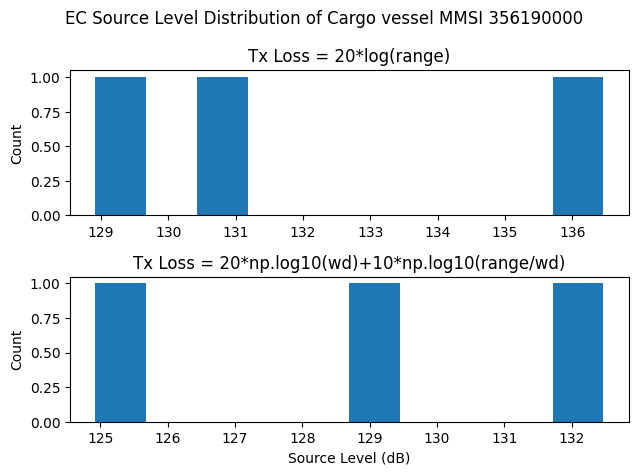 EC Source Level Distribution of Cargo vessel MMSI 356190000
Tx Loss = 20*log(range)
1.00
0.75
0.50
0.25
0.00
Count
129 130 131 132 133 134 135 136
Tx Loss = 20*np.log10(wd)+10*np.log10(range/wd)
1.00
0.75
0.50
0.25
0.00
Count
125 126 127 128 129 130 131 132
Source Level (dB)